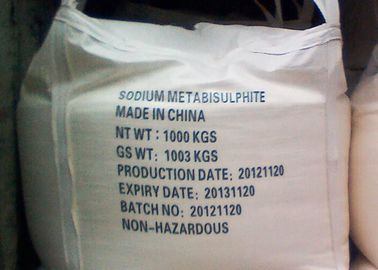 SODIUM METABISULPHITE
MADE IN CHINA
NT WT : 1000 KGS
GS WT: 1003 KGS
PRODUCTION DATE: 20121120
EXPIRY DATE: 20131120
BATCH NO: 20121120
NON-HAZARDOUS